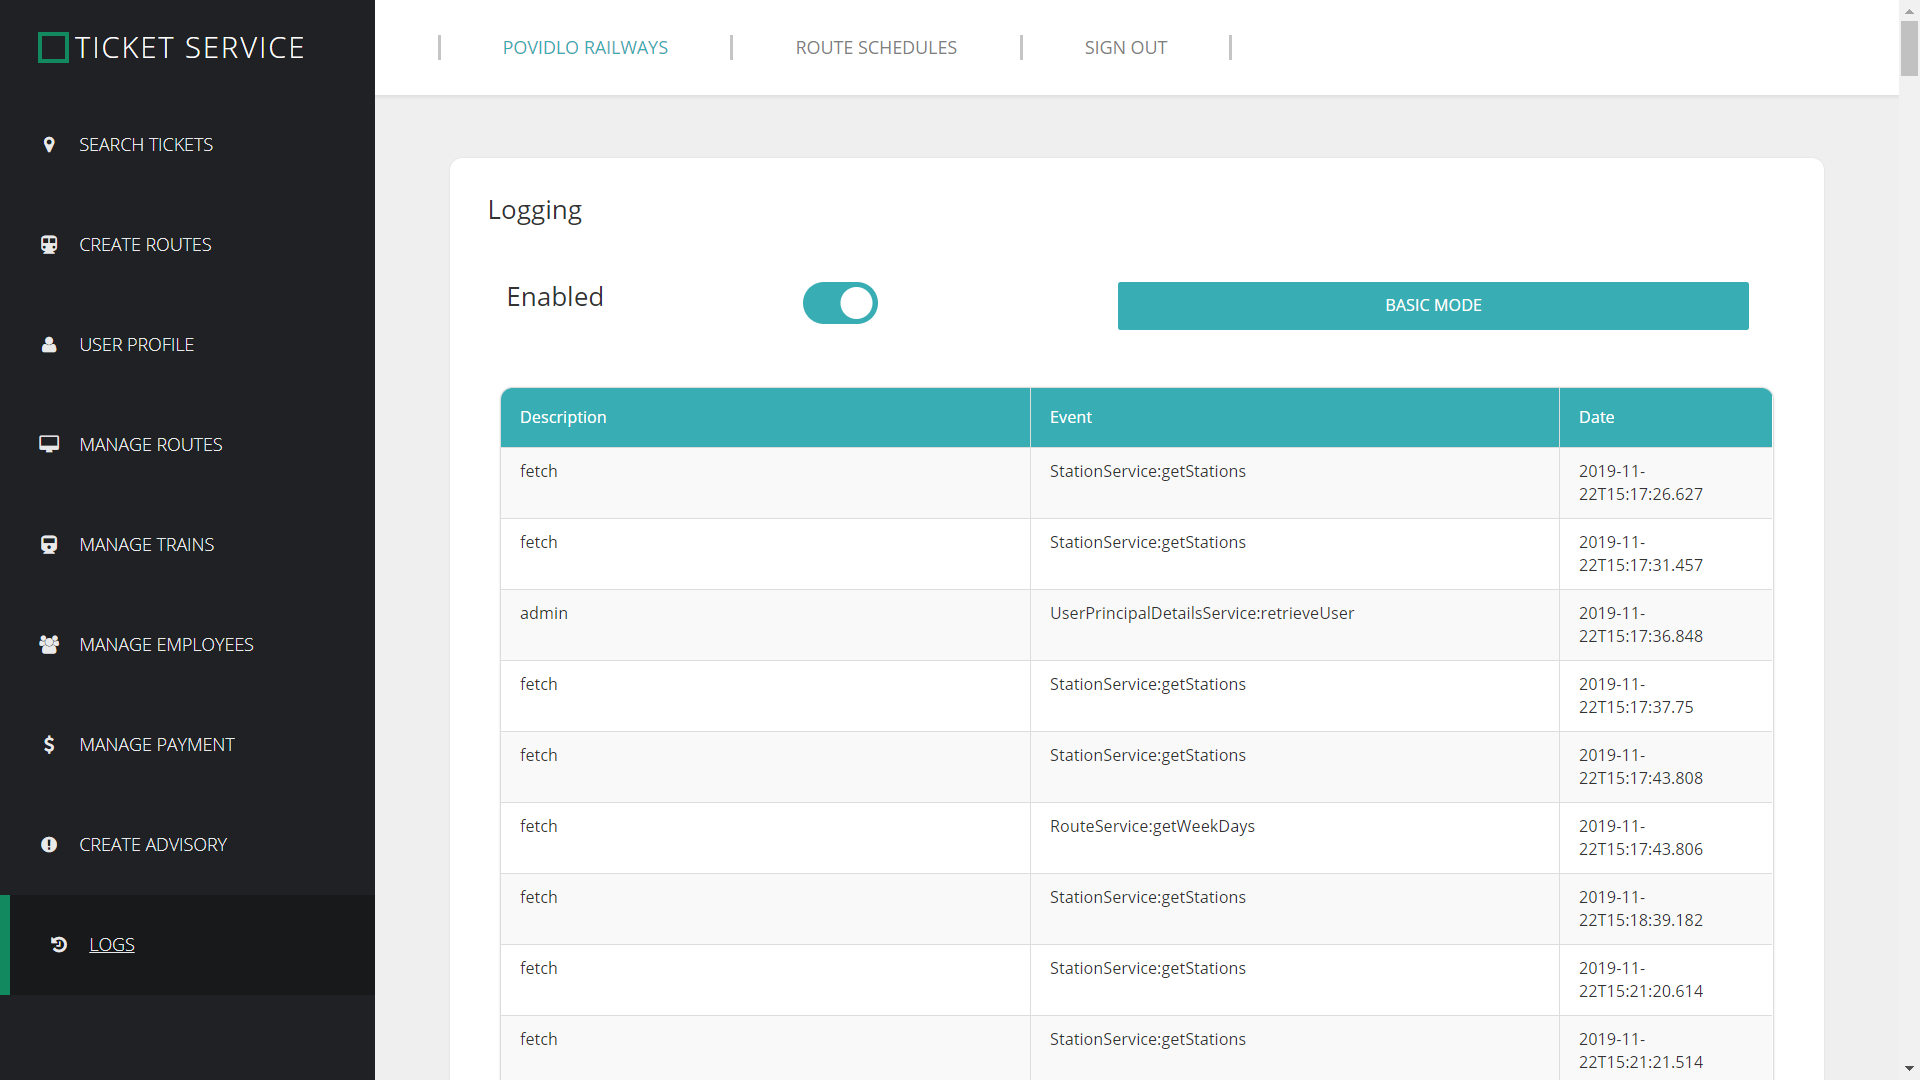 TICKET SERVICE
POVIDLO RAILWAYS
ROUTE SCHEDULES
SIGN OUT
SEARCH TICKETS
CREATE ROUTES
USER PROFILE
MANAGE ROUTES
MANAGE TRAINS
MANAGE EMPLOYEES
MANAGE PAYMENT
CREATE ADVISORY
LOGS
Logging
Enabled
BASIC MODE
Description Event Date
fetch StationService:getStations 2019-11-
22T15:17:26.627
fetch StationService:getStations 2019-11-
22T15:17:31.457
admin UserPrincipalDetailsService:retrieveUser 2019-11-
22T15:17:36.848
fetch StationService:getStations 2019-11-
22T15:17:37.75
fetch StationService:getStations 2019-11-
22T15:17:43.808
fetch RouteService:getWeekDays 2019-11-
22T15:17:43.806
fetch StationService:getStations 2019-11-
22T15:18:39.182
fetch StationService:getStations 2019-11-
22T15:21:20.614
fetch StationService:getStations 2019-11-
22T15:21:21.514